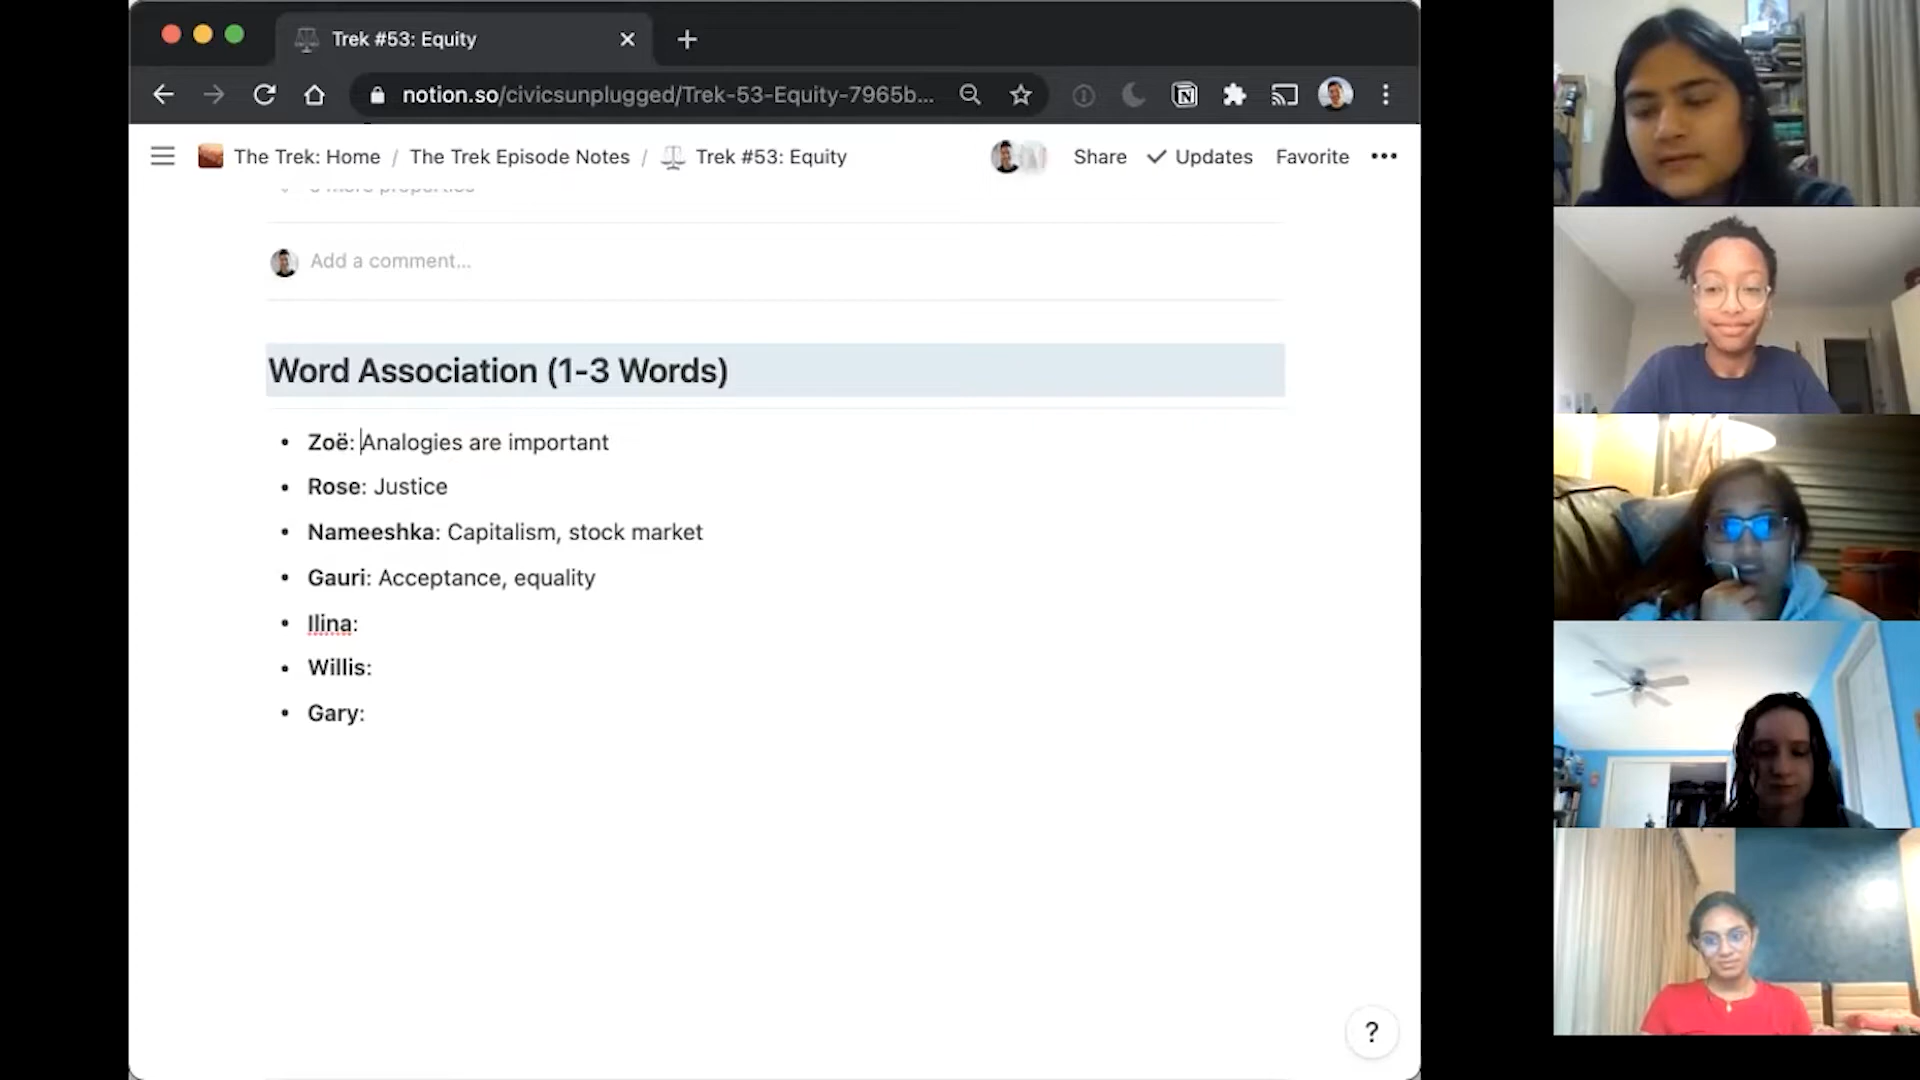 Trek #53: Equity
notion.so/civicsunplugged/Trek-53-Equity-7965b...
The Trek: Home / The Trek Episode Notes / Trek #53: Equity
Share Updates Favorite
more properties
Add a comment...
Word Association (1-3 Words)
• Zoë: Analogies are important
• Rose: Justice
• Nameeshka: Capitalism, stock market
• Gauri: Acceptance, equality
• Ilina:
• Willis:
• Gary:
?